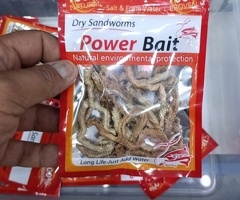 Salt & Fresh Water
Dry Sandworms
Power Bait
Natural environmental protection
Long Life-Just Add Water